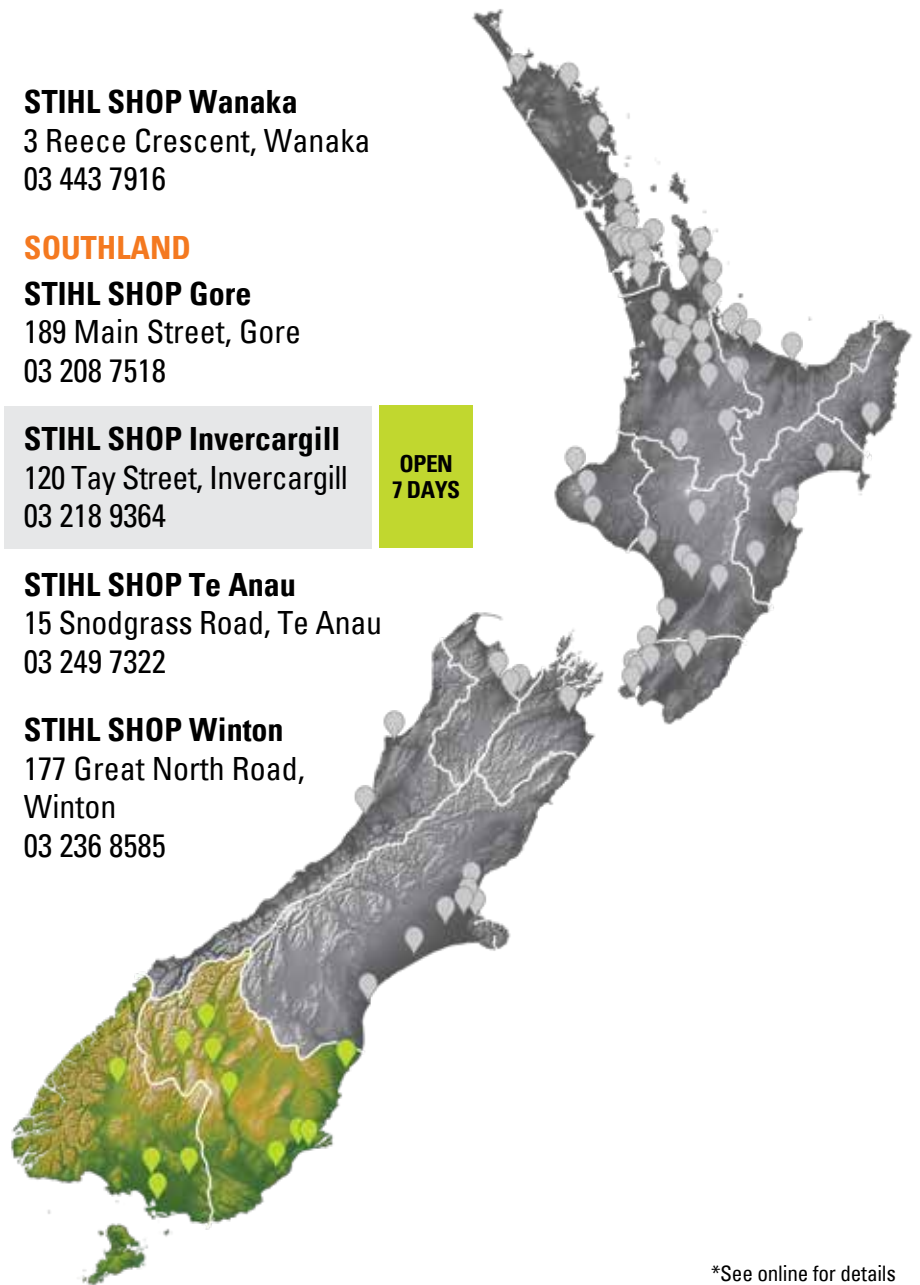 STIHL SHOP Wanaka
3 Reece Crescent, Wanaka
03 443 7916
SOUTHLAND
STIHL SHOP Gore
189 Main Street, Gore
03 208 7518
STIHL SHOP Invercargill
120 Tay Street, Invercargill
03 218 9364
OPEN
7 DAYS
STIHL SHOP Te Anau
15 Snodgrass Road, Te Anau
03 249 7322
STIHL SHOP Winton
177 Great North Road,
Winton
03 236 8585
*See online for details